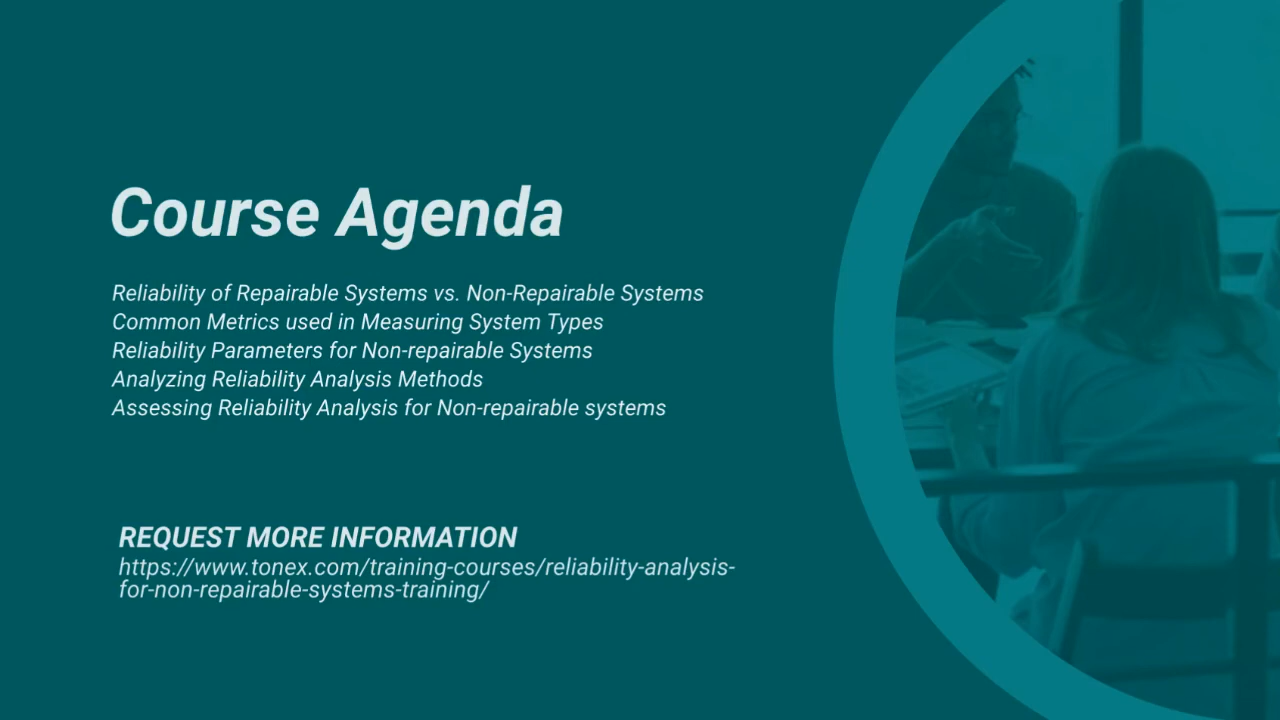 Course Agenda
Reliability of Repairable Systems vs. Non-Repairable Systems
Common Metrics used in Measuring System Types
Reliability Parameters for Non-repairable Systems
Analyzing Reliability Analysis Methods
Assessing Reliability Analysis for Non-repairable systems
REQUEST MORE INFORMATION
https://www.tonex.com/training-courses/reliability-analysis-
for-non-repairable-systems-training/